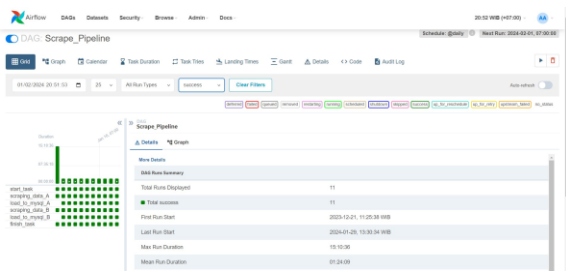 Airflow DAGs Datasets Security Browse Admin Docs 20:52 WIB (+07:00) AA
DAG: Scrape_Pipeline Schedule: @daily Next Run: 2024-02-01, 07:00:00
Grid Graph Calendar Task Duration Task Tries Landing Times Gantt Details <> Code Audit Log
01/02/2024 20:51:03 25 All Run Types success Clear Filters Auto-refresh
deferred failed queued removed restarting running scheduled shutdown skipped success up_for_reschedule up_for_retry upstream_failed no_status
DAG
Scrape_Pipeline
Details Graph
Duration
More Details
DAG Runs Summary
Total Runs Displayed 11
Total success 11
First Run Start 2023-12-21, 11:25:38 WIB
Last Run Start 2024-01-29, 13:30:34 WIB
Max Run Duration 15:15:36
Mean Run Duration 01:24:09
start_task
scraping_data_A
load_to_mysql_A
scraping_data_B
load_to_mysql_B
finish_task